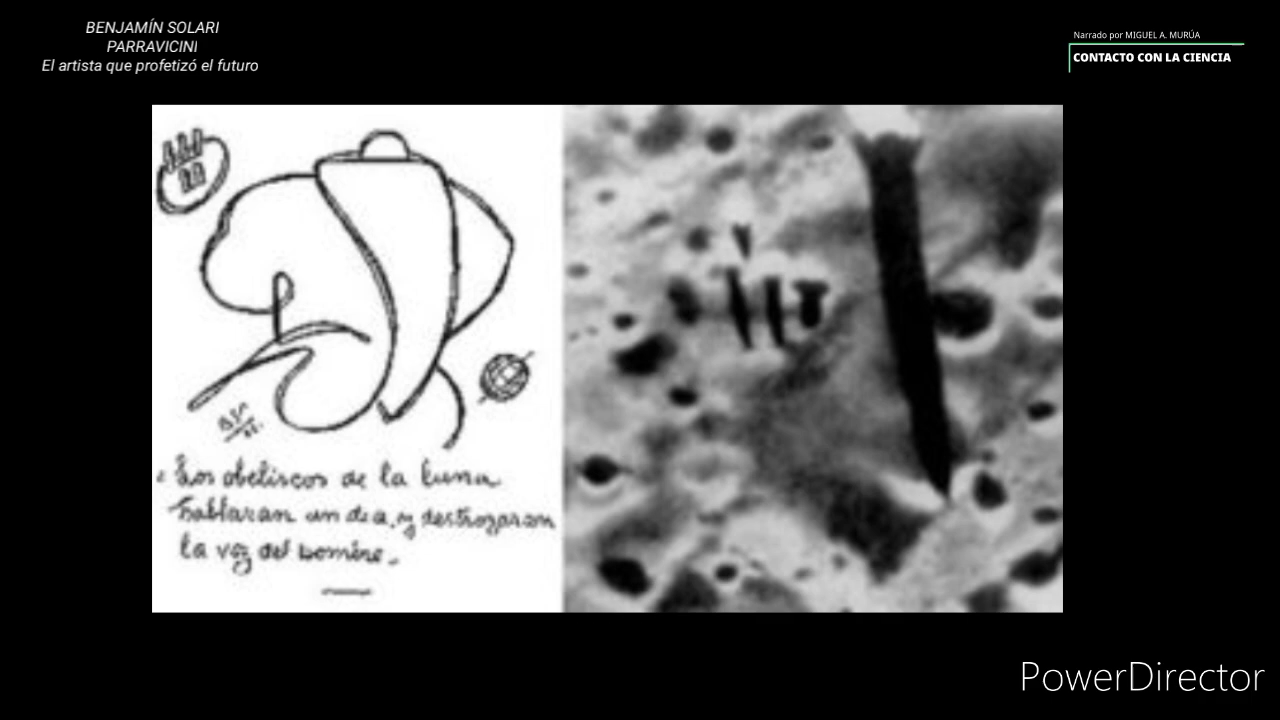 BENJAMÍN SOLARI
PARRAVICINI
El artista que profetizó el futuro
Narrado por MIGUEL A. MURÚA
CONTACTO CON LA CIENCIA
Los obeliscos de la luna
hablaran un dia, y destrozaran
la voz del
PowerDirector